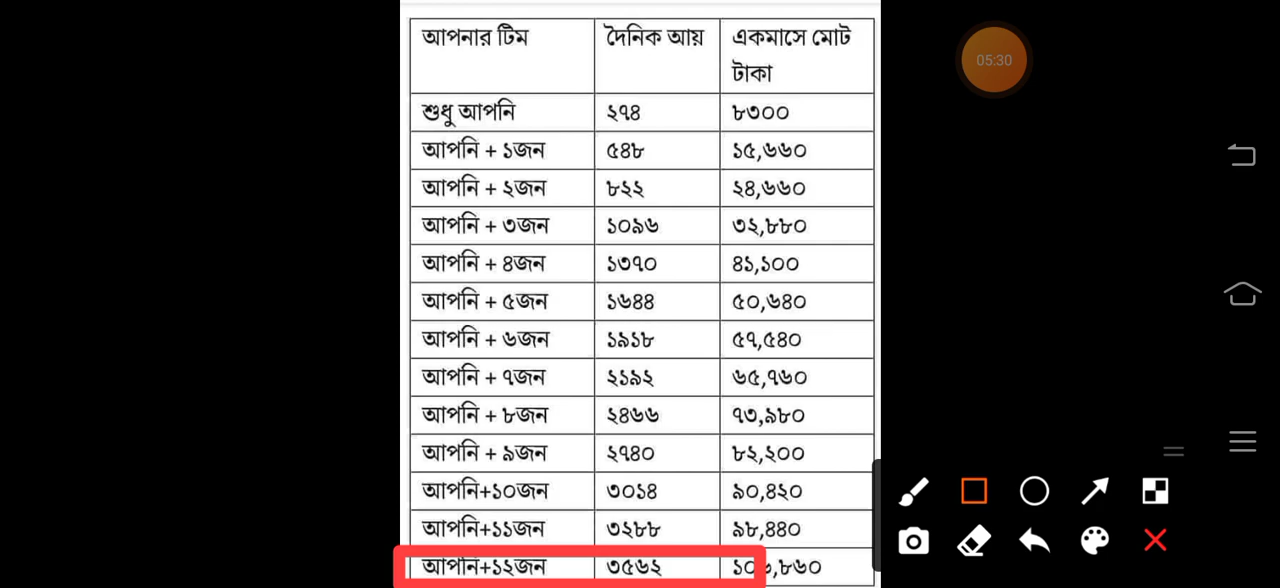 আপনার টিম দৈনিক আয় একমাসে মোট
টাকা
শুধু আপনি ২৭৪ ৮৩০০
আপনি + ১জন ৫৪৮ ১৫,৬৬০
আপনি + ২জন ৮২২ ২৪,৬৬০
আপনি + ৩জন ১০৯৬ ৩২,৮৮০
আপনি + ৪জন ১৩৭০ ৪১,১০০
আপনি + ৫জন ১৬৪৪ ৫০,৬৪০
আপনি + ৬জন ১৯১৮ ৫৭,৫৪০
আপনি + ৭জন ২১৯২ ৬৫,৭৬০
আপনি + ৮জন ২৪৬৬ ৭৩,৯৮০
আপনি + ৯জন ২৭৪০ ৮২,২০০
আপনি+১০জন ৩০১৪ ৯০,৪২০
আপনি+১১জন ৩২৮৮ ৯৮,৪৪০
আপনি+১২জন ৩৫৬২ ১০৬,৮৬০
05:30